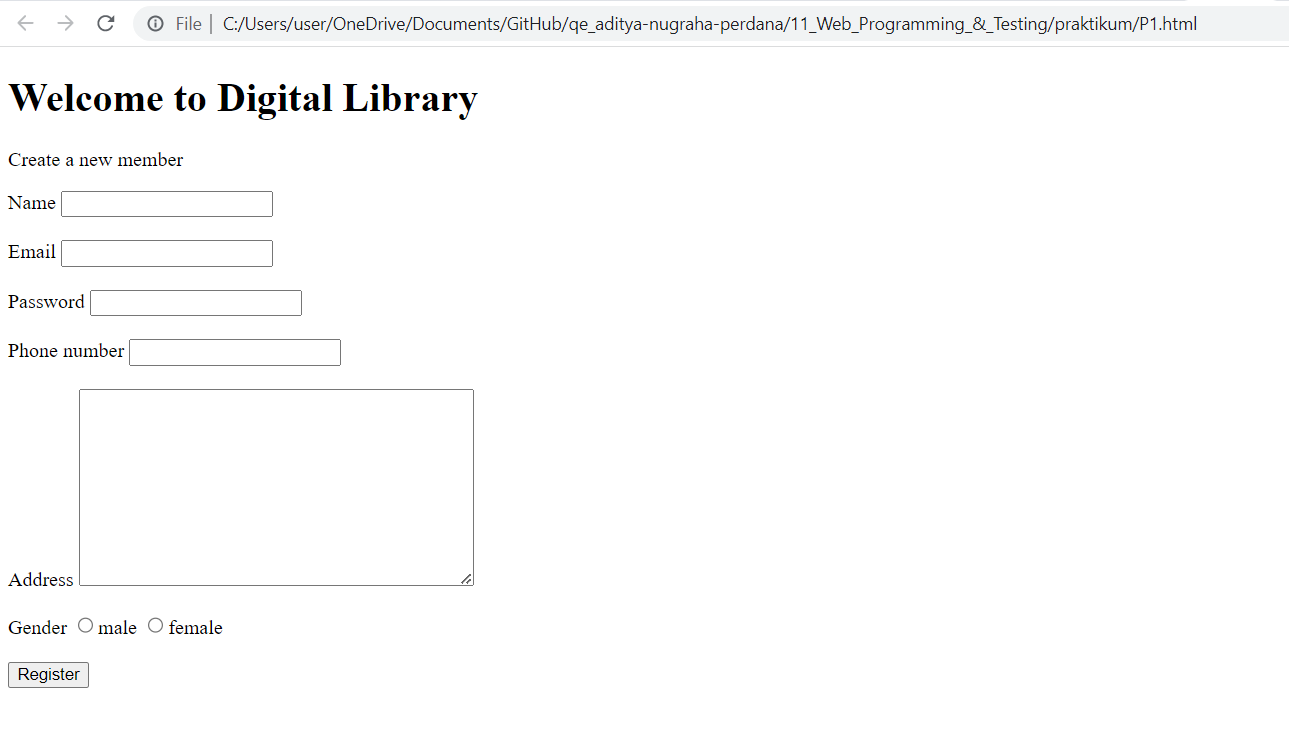 File | C:/Users/user/OneDrive/Documents/GitHub/qe_aditya-nugraha-perdana/11_Web_Programming_&_Testing/praktikum/P1.html
Welcome to Digital Library
Create a new member
Name
Email
Password
Phone number
Address
Gender male female
Register